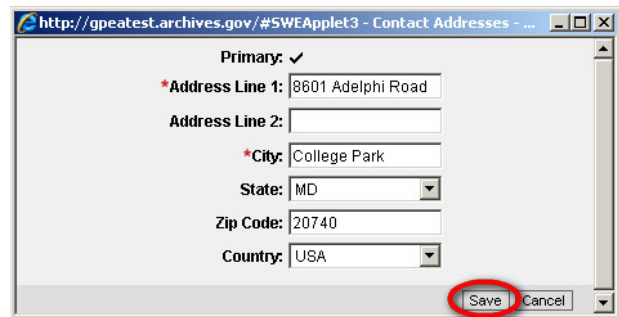 http://gpeatest.archives.gov/#SWEApplet3 - Contact Addresses - ...
Primary: ✓
*Address Line 1: 8601 Adelphi Road
Address Line 2:
*City: College Park
State: MD
Zip Code: 20740
Country: USA
Save Cancel